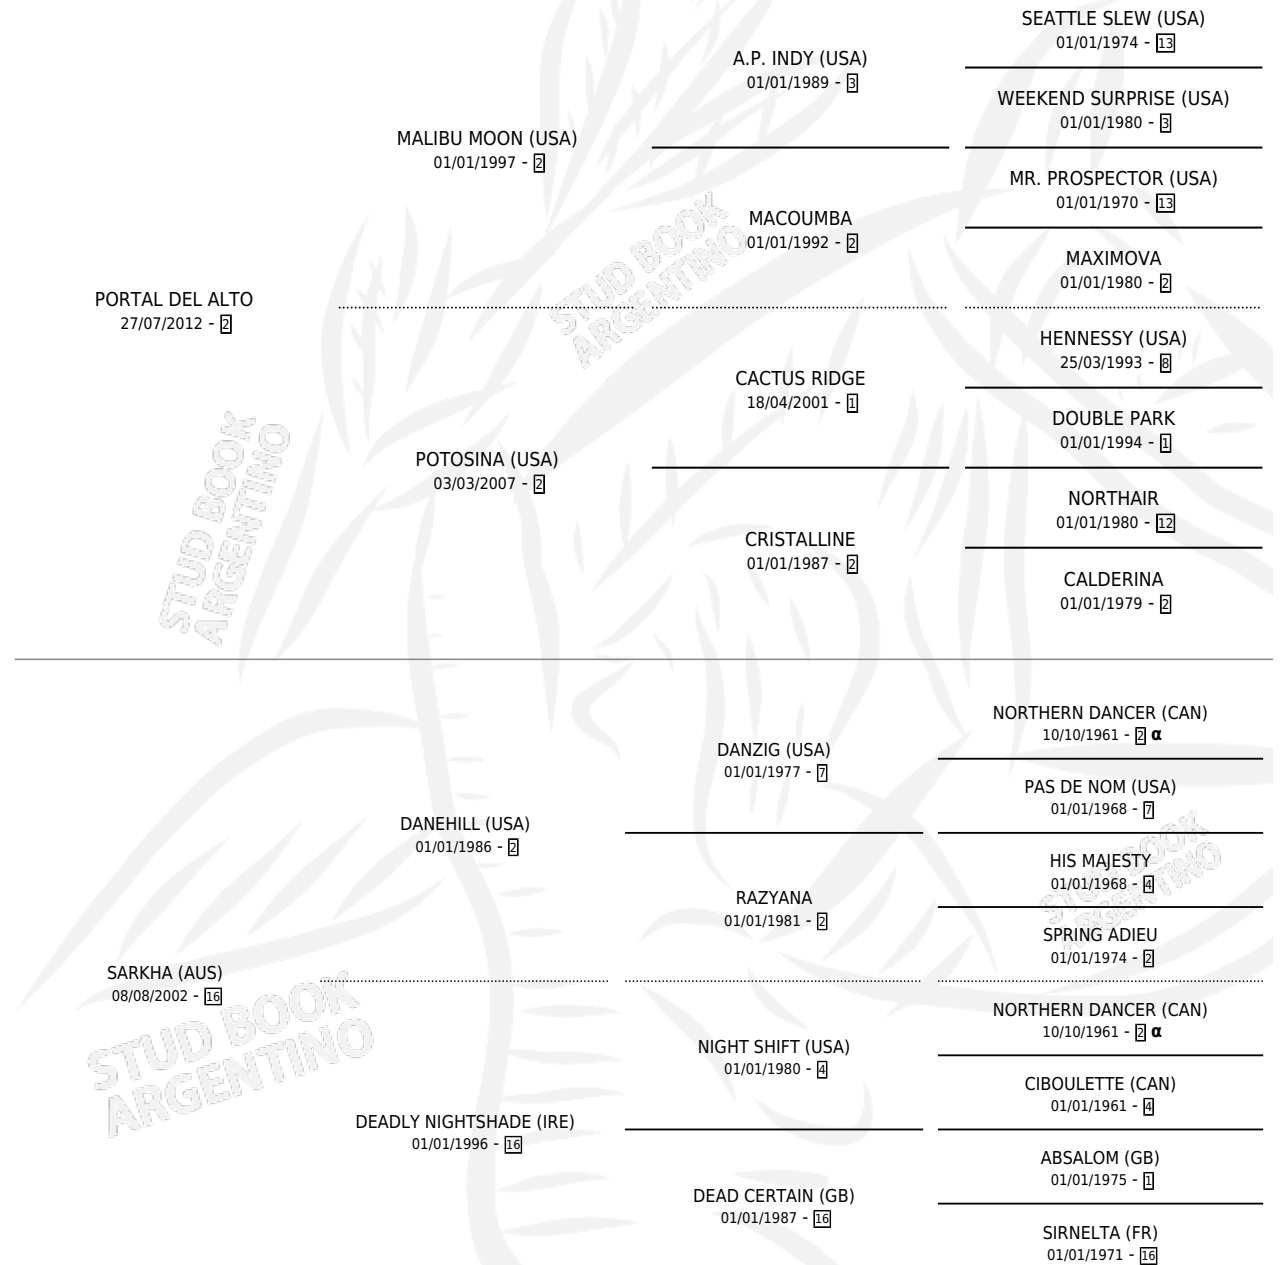 SEATTLE SLEW (USA)
01/01/1974 - 13
A.P. INDY (USA)
01/01/1989 - 3
WEEKEND SURPRISE (USA)
01/01/1980 - 3
MALIBU MOON (USA)
01/01/1997 - 2
MR. PROSPECTOR (USA)
01/01/1970 - 13
MACOUMBA
01/01/1992 - 2
MAXIMOVA
01/01/1980 - 2
PORTAL DEL ALTO
27/07/2012 - 2
HENNESSY (USA)
25/03/1993 - 8
CACTUS RIDGE
18/04/2001 - 1
DOUBLE PARK
01/01/1994 - 1
POTOSINA (USA)
03/03/2007 - 2
NORTHAIR
01/01/1980 - 12
CRISTALLINE
01/01/1987 - 2
CALDERINA
01/01/1979 - 2
NORTHERN DANCER (CAN)
10/10/1961 - 2 α
DANZIG (USA)
01/01/1977 - 7
PAS DE NOM (USA)
01/01/1968 - 7
DANEHILL (USA)
01/01/1986 - 2
HIS MAJESTY
01/01/1968 - 4
RAZYANA
01/01/1981 - 2
SPRING ADIEU
01/01/1974 - 2
SARKHA (AUS)
08/08/2002 - 16
NORTHERN DANCER (CAN)
10/10/1961 - 2 α
NIGHT SHIFT (USA)
01/01/1980 - 4
CIBOULETTE (CAN)
01/01/1961 - 4
DEADLY NIGHTSHADE (IRE)
01/01/1996 - 16
ABSALOM (GB)
01/01/1975 - 1
DEAD CERTAIN (GB)
01/01/1987 - 16
SIRNELTA (FR)
01/01/1971 - 16
STUD BOOK
ARGENTINO
STUD BOOK
ARGENTINO
STUD BOOK
ARGENTINO
STUD BOOK
ARGENTINO